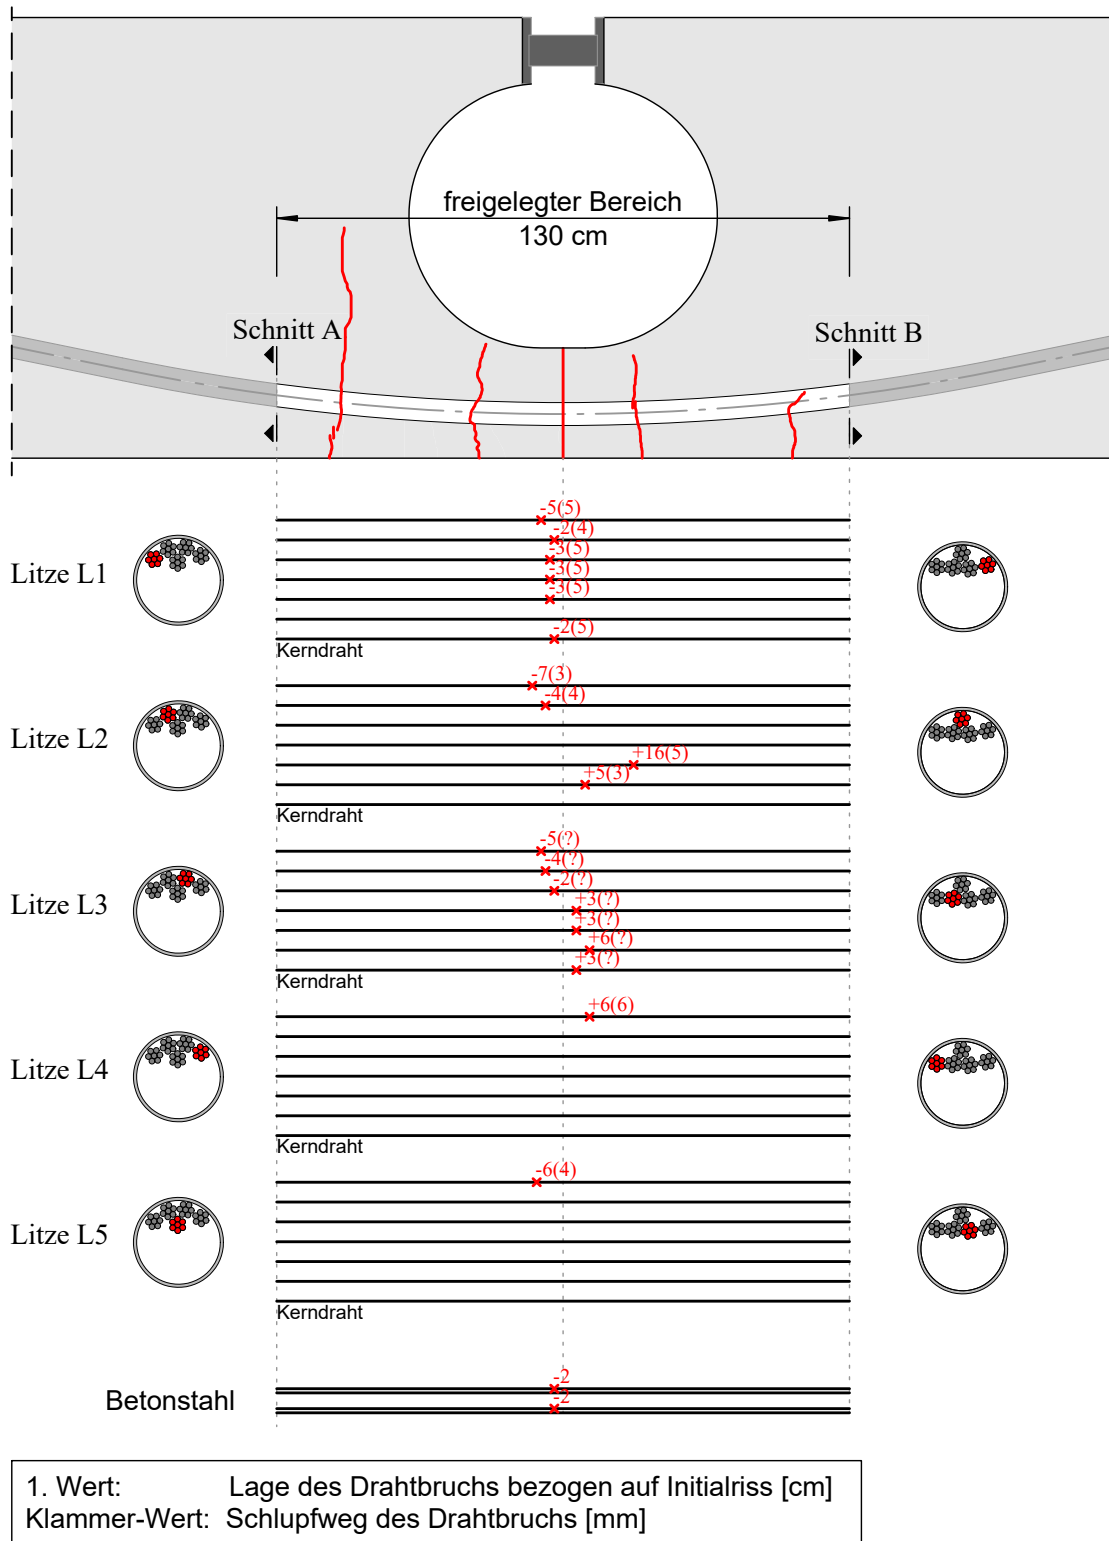 freigelegter Bereich
130 cm
Schnitt A
Schnitt B
Litze L1
-5(5)
-2(4)
-3(5)
-3(5)
-3(5)
-2(5)
Kerndraht
Litze L2
-7(3)
-4(4)
+16(5)
+5(3)
Kerndraht
Litze L3
-5(?)
-4(?)
-2(?)
+3(?)
+3(?)
+6(?)
+3(?)
Kerndraht
Litze L4
+6(6)
Kerndraht
Litze L5
-6(4)
Kerndraht
Betonstahl
-2
-2
1. Wert: Lage des Drahtbruchs bezogen auf Initialriss [cm]
Klammer-Wert: Schlupfweg des Drahtbruchs [mm]